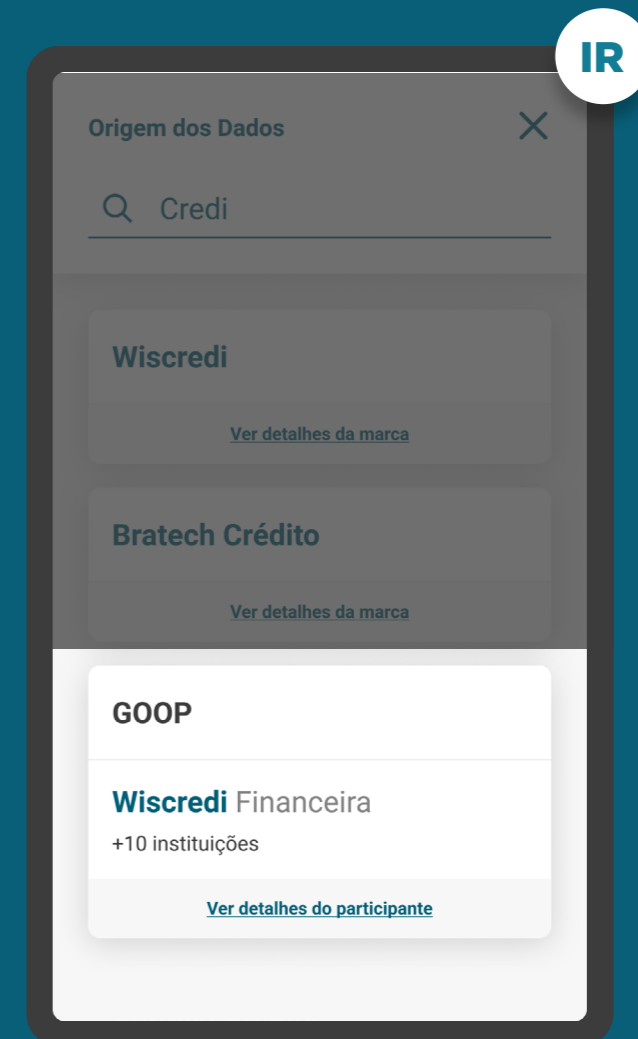 IR
Origem dos Dados
Credi
Wiscredi
Ver detalhes da marca
Bratech Crédito
Ver detalhes da marca
GOOP
Wiscredi Financeira
+10 instituições
Ver detalhes do participante